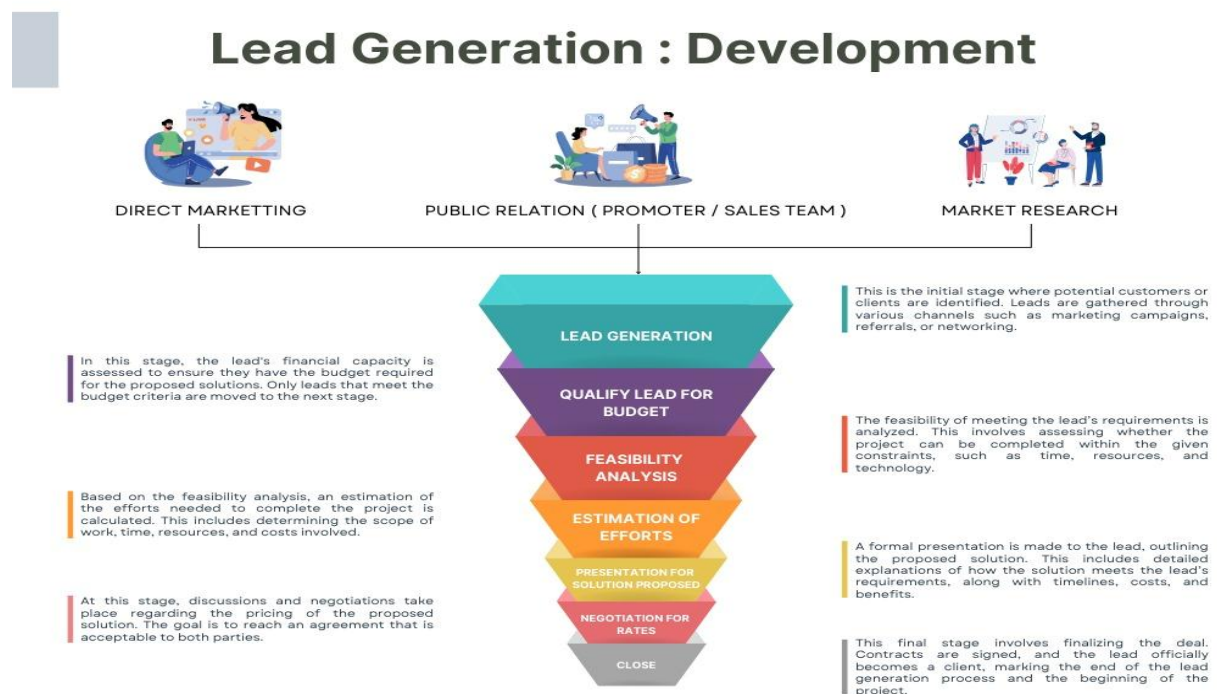 Lead Generation : Development
LIVE
DIRECT MARKETTING
PUBLIC RELATION ( PROMOTER / SALES TEAM )
MARKET RESEARCH
LEAD GENERATION
This is the initial stage where potential customers or
clients are identified. Leads are gathered through
various channels such as marketing campaigns,
referrals, or networking.
In this stage, the lead's financial capacity is
assessed to ensure they have the budget required
for the proposed solutions. Only leads that meet the
budget criteria are moved to the next stage.
QUALIFY LEAD FOR
BUDGET
FEASIBILITY
ANALYSIS
The feasibility of meeting the lead's requirements is
analyzed. This involves assessing whether the
project can be completed within the given
constraints, such as time, resources, and
technology.
Based on the feasibility analysis, an estimation of
the efforts needed to complete the project is
calculated. This includes determining the scope of
work, time, resources, and costs involved.
ESTIMATION OF
EFFORTS
PRESENTATION FOR
SOLUTION PROPOSED
A formal presentation is made to the lead, outlining
the proposed solution. This includes detailed
explanations of how the solution meets the lead's
requirements, along with timelines, costs, and
benefits.
At this stage, discussions and negotiations take
place regarding the pricing of the proposed
solution. The goal is to reach an agreement that is
acceptable to both parties.
NEGOTIATION FOR
RATES
CLOSE
This final stage involves finalizing the deal.
Contracts are signed, and the lead officially
becomes a client, marking the end of the lead
generation process and the beginning of the
project.